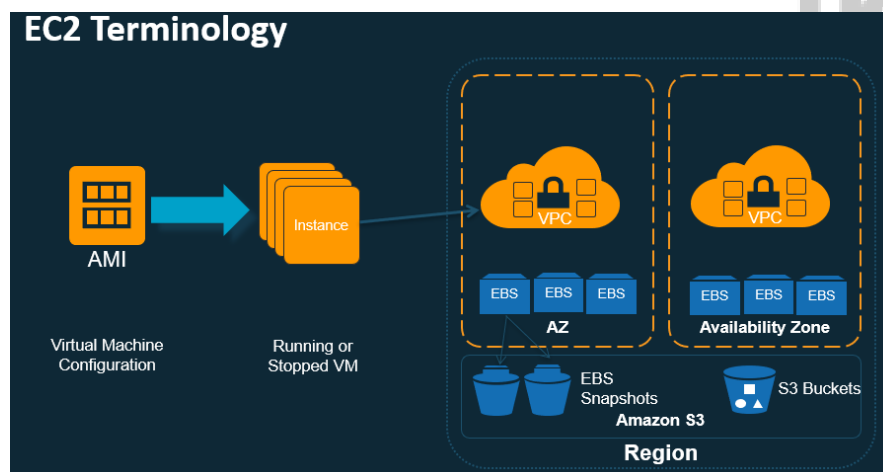 EC2 Terminology
AMI
Virtual Machine
Configuration
Instance
Running or
Stopped VM
VPC
EBS
EBS
EBS
AZ
VPC
EBS
EBS
EBS
Availability Zone
EBS
Snapshots
Amazon S3
S3 Buckets
Region